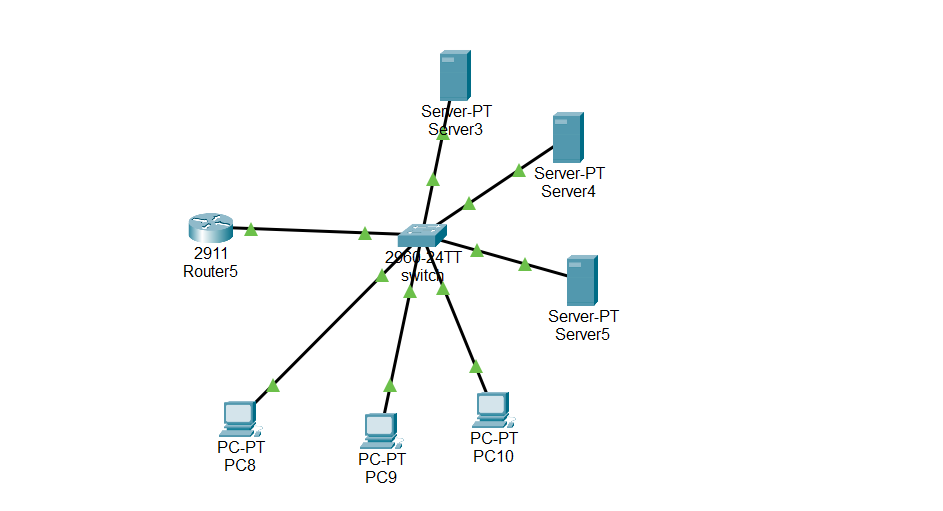 Server-PT
Server3
Server-PT
Server4
2911
Router5
2960-24TT
switch
Server-PT
Server5
PC-PT
PC8
PC-PT
PC9
PC-PT
PC10